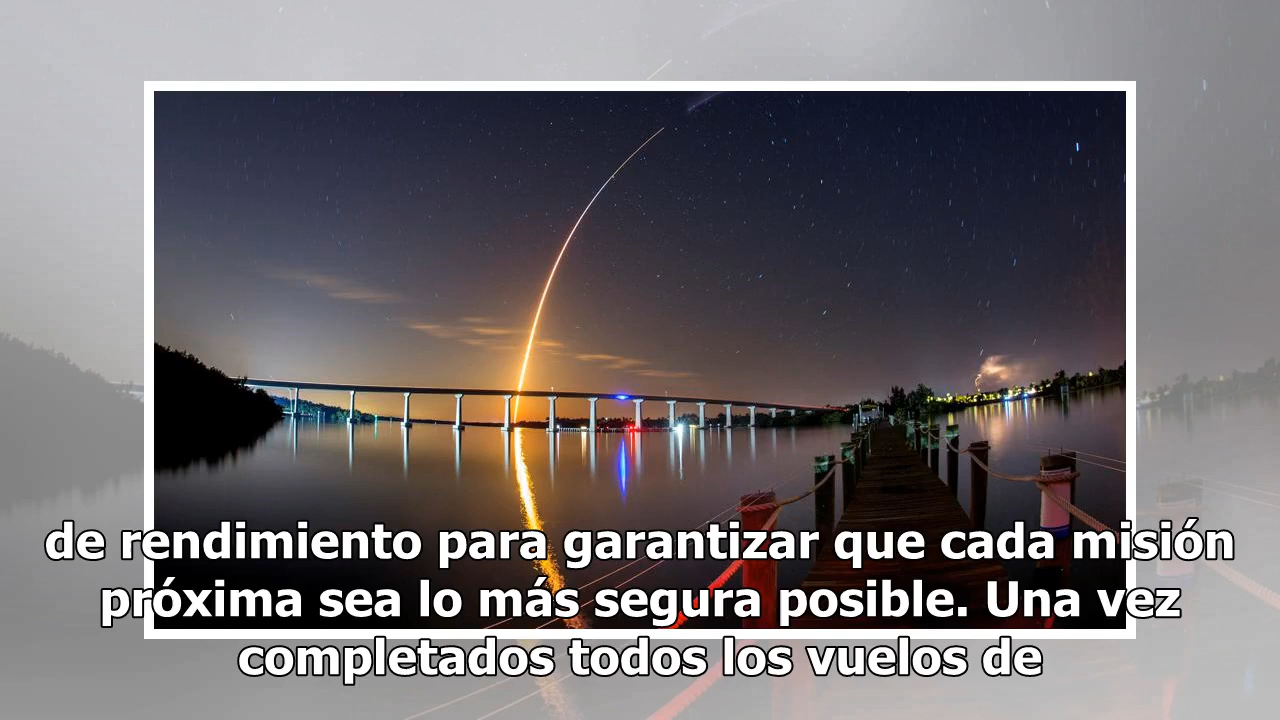 de rendimiento para garantizar que cada misión
próxima sea lo más segura posible. Una vez
completados todos los vuelos de